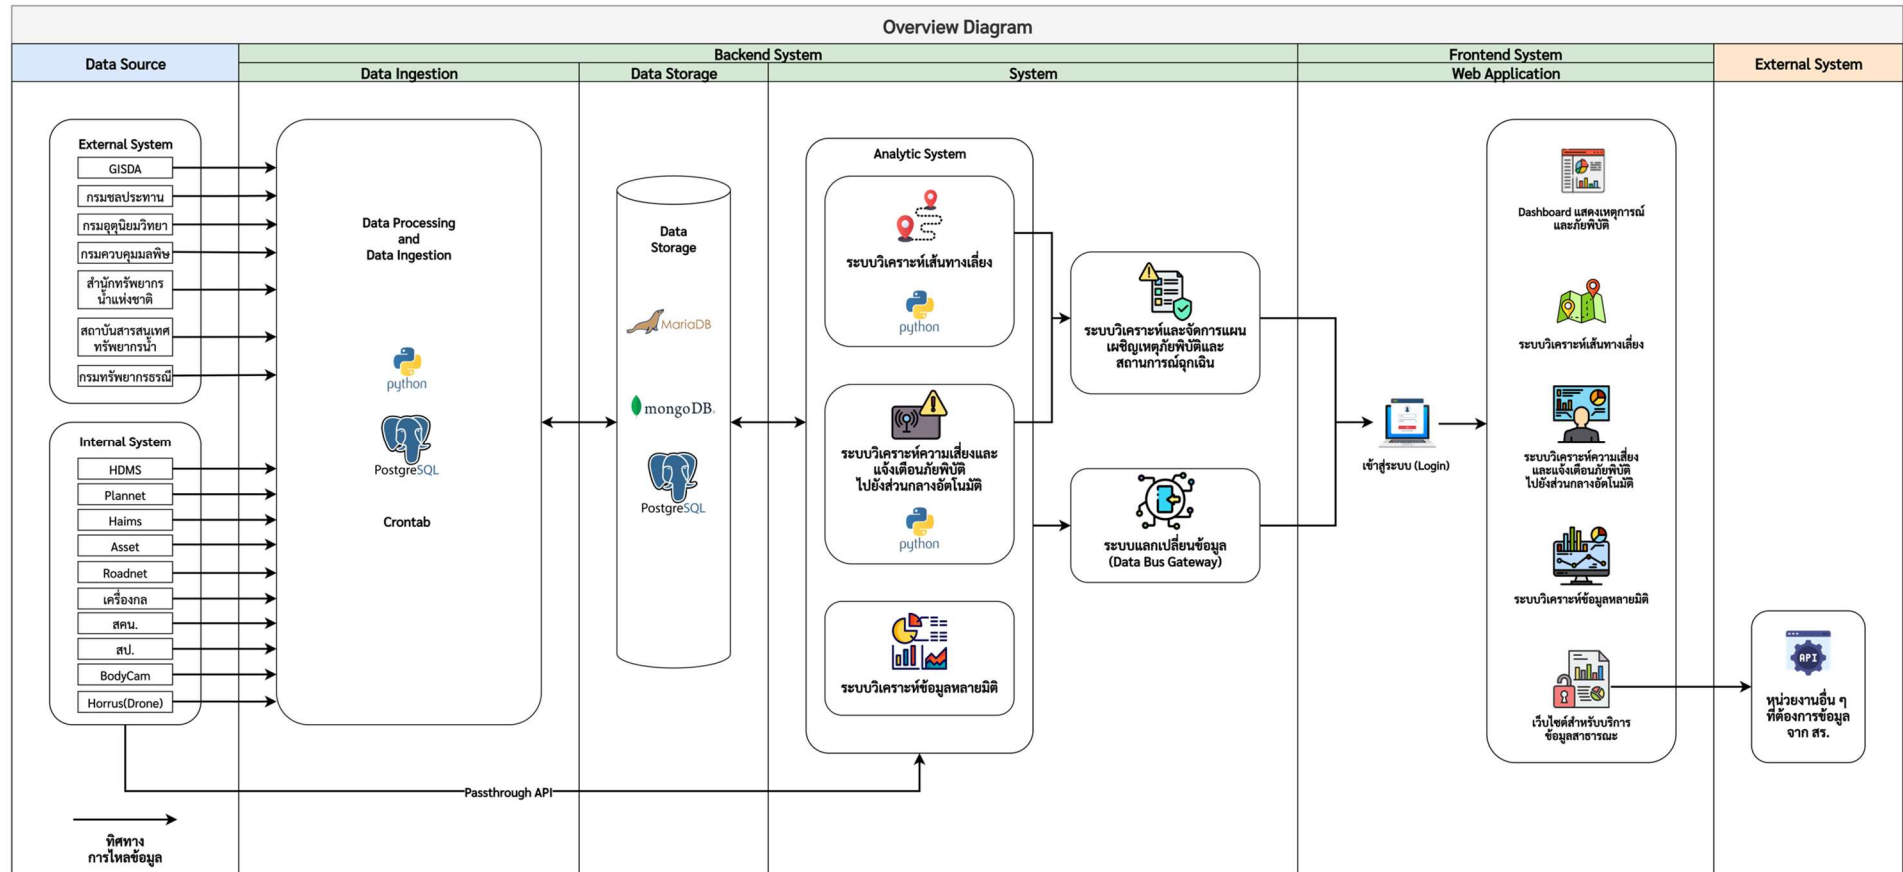 Overview Diagram
Data Source
Backend System
Frontend System
External System
Data Ingestion
Data Storage
System
Web Application
External System
GISDA
กรมชลประทาน
กรมอุตุนิยมวิทยา
กรมควบคุมมลพิษ
สำนักทรัพยากร
น้ำแห่งชาติ
สถาบันสารสนเทศ
ทรัพยากรน้ำ
กรมทรัพยากรธรณี
Internal System
HDMS
Plannet
Haims
Asset
Roadnet
เครื่องกล
สคน.
สป.
BodyCam
Horrus(Drone)
Passthrough API
ทิศทาง
การไหลข้อมูล
Data Processing
and
Data Ingestion
python
PostgreSQL
Crontab
Data
Storage
MariaDB
mongoDB.
PostgreSQL
Analytic System
ระบบวิเคราะห์เส้นทางเลี่ยง
python
ระบบวิเคราะห์ความเสี่ยงและ
แจ้งเตือนภัยพิบัติ
ไปยังส่วนกลางอัตโนมัติ
python
ระบบวิเคราะห์ข้อมูลหลายมิติ
ระบบวิเคราะห์และจัดการแผน
เผชิญเหตุภัยพิบัติและ
สถานการณ์ฉุกเฉิน
ระบบแลกเปลี่ยนข้อมูล
(Data Bus Gateway)
เข้าสู่ระบบ (Login)
Dashboard แสดงเหตุการณ์
และภัยพิบัติ
ระบบวิเคราะห์เส้นทางเลี่ยง
ระบบวิเคราะห์ความเสี่ยง
และแจ้งเตือนภัยพิบัติ
ไปยังส่วนกลางอัตโนมัติ
ระบบวิเคราะห์ข้อมูลหลายมิติ
เว็บไซต์สำหรับบริการ
ข้อมูลสาธารณะ
API
หน่วยงานอื่น ๆ
ที่ต้องการข้อมูล
จาก สร.